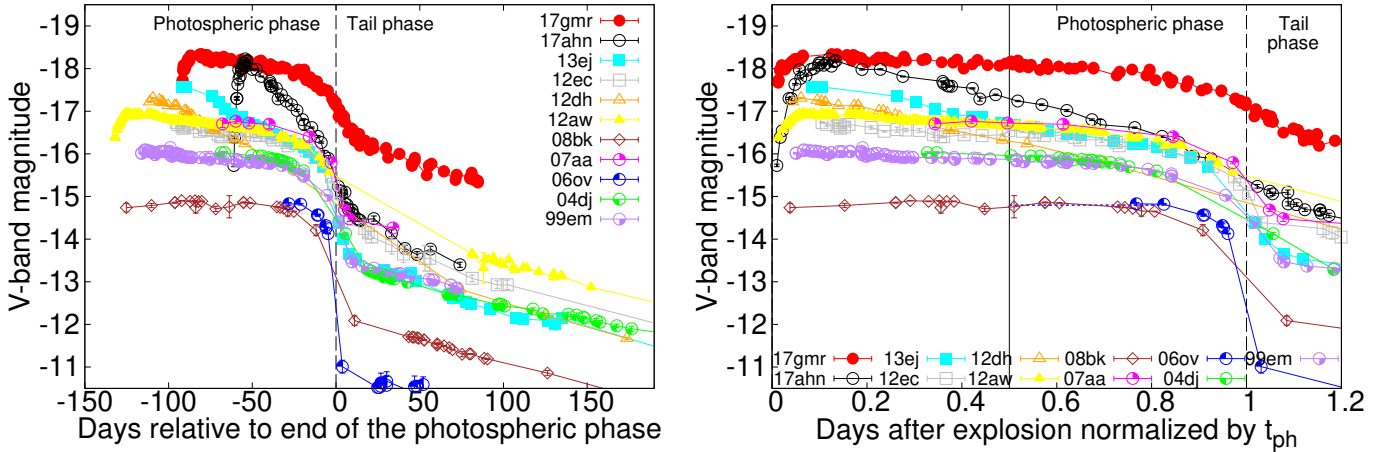 Photospheric phase Tail phase
17gmr
17ahn
13ej
12ec
12dh
12aw
08bk
07aa
06ov
04dj
99em
-19
-18
-17
-16
-15
-14
-13
-12
-11
V-band magnitude
-150 -100 -50 0 50 100 150
Days relative to end of the photospheric phase
Photospheric phase Tail
phase
-19
-18
-17
-16
-15
-14
-13
-12
-11
V-band magnitude
17gmr 13ej 12dh 08bk 06ov 99em
17ahn 12ec 12aw 07aa 04dj
0 0.2 0.4 0.6 0.8 1 1.2
Days after explosion normalized by tph